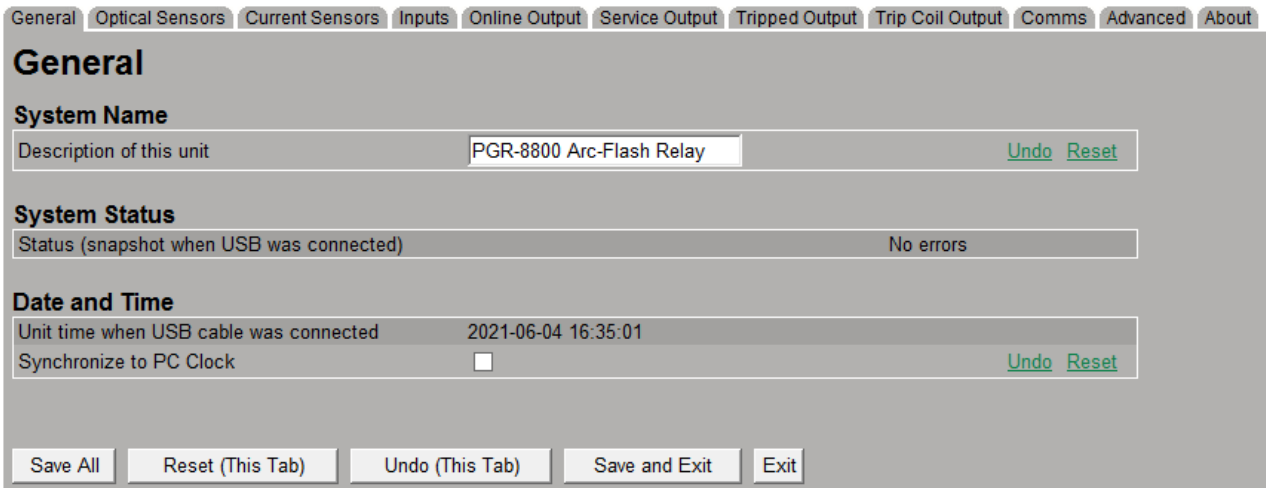 General Optical Sensors Current Sensors Inputs Online Output Service Output Tripped Output Trip Coil Output Comms Advanced About
General
System Name
Description of this unit PGR-8800 Arc-Flash Relay Undo Reset
System Status
Status (snapshot when USB was connected) No errors
Date and Time
Unit time when USB cable was connected 2021-06-04 16:35:01
Synchronize to PC Clock Undo Reset
Save All Reset (This Tab) Undo (This Tab) Save and Exit Exit